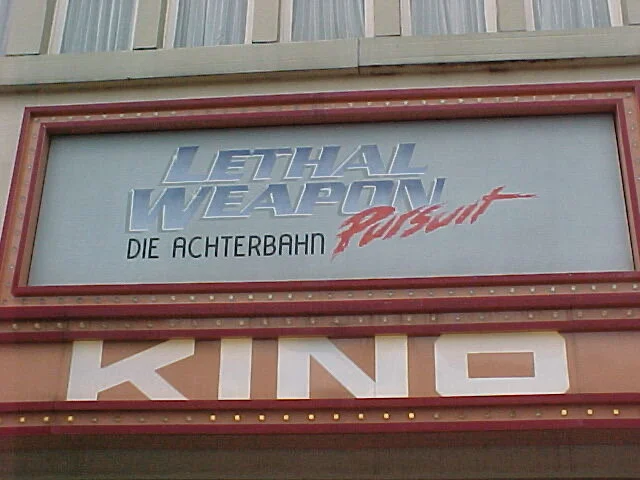 LETHAL
WEAPON
DIE ACHTERBAHN Pursuit
KINO